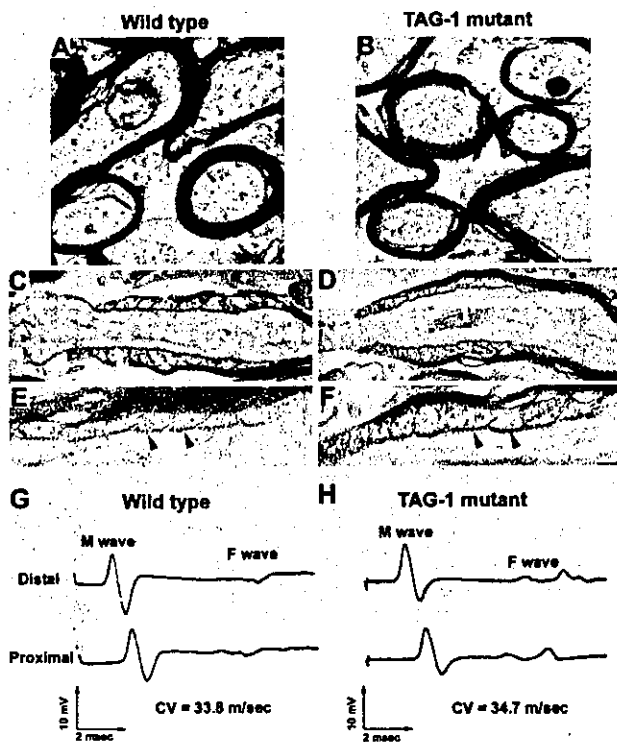 Wild type TAG-1 mutant
A B
C D
E F
G Wild type H TAG-1 mutant
M wave F wave M wave F wave
Distal
Proximal
10 mV 2 msec CV = 33.8 m/sec 10 mV 2 msec CV = 34.7 m/sec